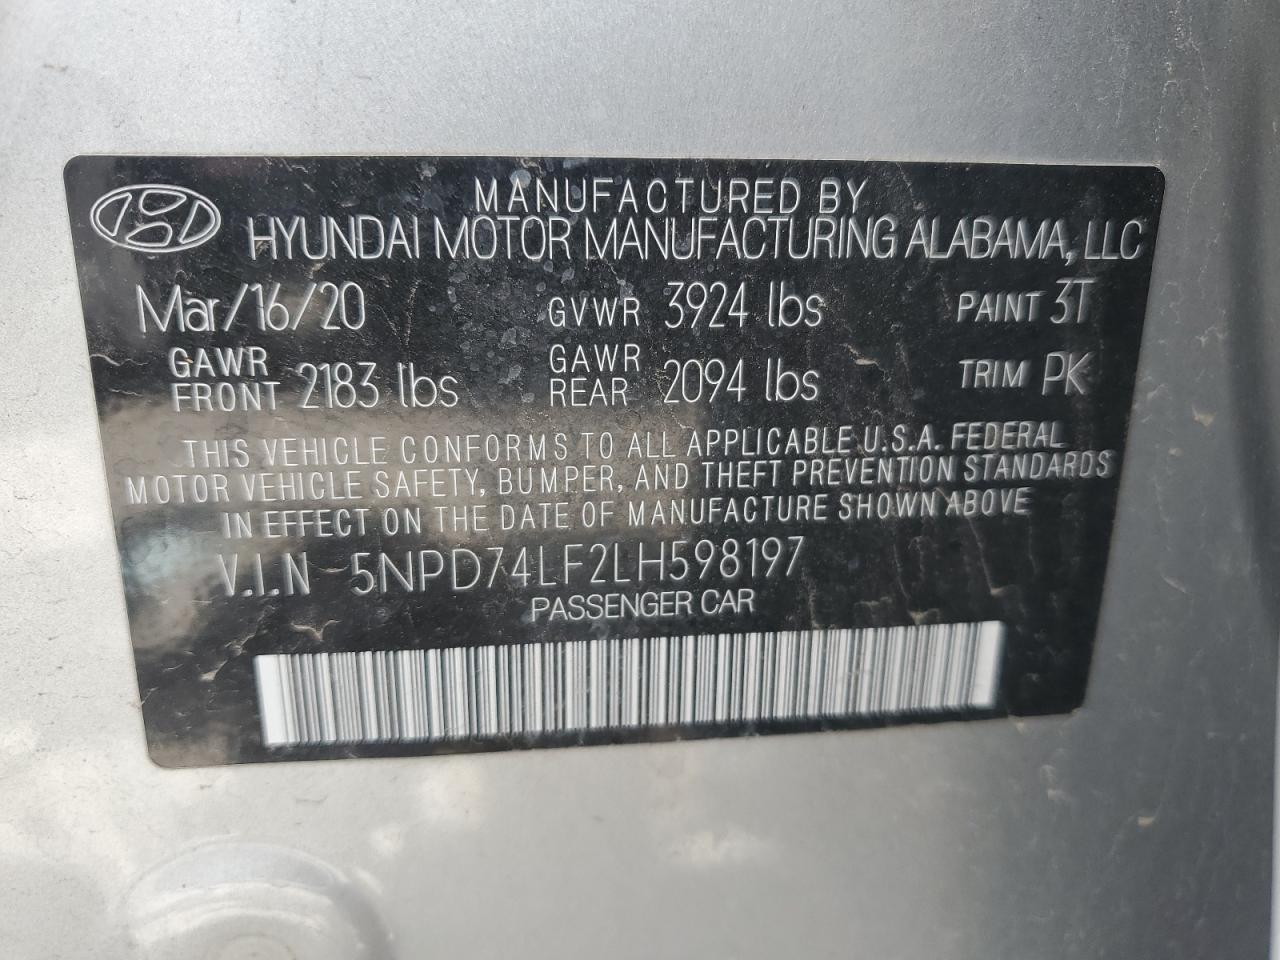 MANUFACTURED BY
HYUNDAI MOTOR MANUFACTURING ALABAMA, LLC
Mar/16/20 GVWR 3924 lbs PAINT 3T
GAWR FRONT 2183 lbs GAWR REAR 2094 lbs TRIM PK
THIS VEHICLE CONFORMS TO ALL APPLICABLE U.S.A. FEDERAL
MOTOR VEHICLE SAFETY, BUMPER, AND THEFT PREVENTION STANDARDS
IN EFFECT ON THE DATE OF MANUFACTURE SHOWN ABOVE
V.I.N 5NPD74LF2LH598197
PASSENGER CAR